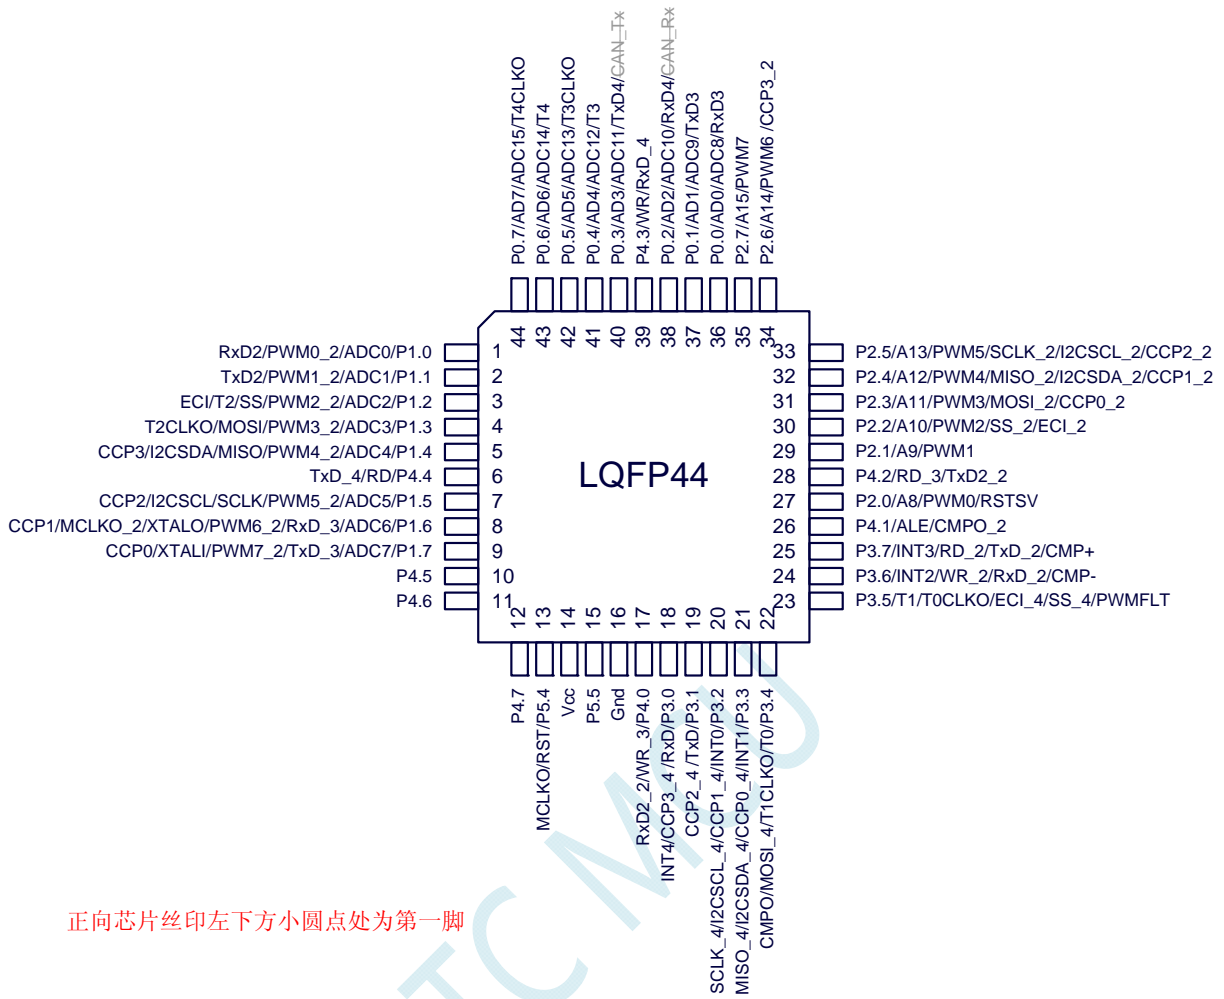 P0.7/AD7/ADC15/T4CLKO
P0.6/AD6/ADC14/T4
P0.5/AD5/ADC13/T3CLKO
P0.4/AD4/ADC12/T3
P0.3/AD3/ADC11/TxD4/CAN_Tx
P4.3/WR/RxD_4
P0.2/AD2/ADC10/RxD4/CAN_Rx
P0.1/AD1/ADC9/TxD3
P0.0/AD0/ADC8/RxD3
P2.7/A15/PWM7
P2.6/A14/PWM6 /CCP3_2
44 43 42 41 40 39 38 37 36 35 34
RxD2/PWM0_2/ADC0/P1.0 1
TxD2/PWM1_2/ADC1/P1.1 2
ECI/T2/SS/PWM2_2/ADC2/P1.2 3
T2CLKO/MOSI/PWM3_2/ADC3/P1.3 4
CCP3/I2CSDA/MISO/PWM4_2/ADC4/P1.4 5
TxD_4/RD/P4.4 6
CCP2/I2CSCL/SCLK/PWM5_2/ADC5/P1.5 7
CCP1/MCLKO_2/XTALO/PWM6_2/RxD_3/ADC6/P1.6 8
CCP0/XTALI/PWM7_2/TxD_3/ADC7/P1.7 9
P4.5 10
P4.6 11
LQFP44
33 P2.5/A13/PWM5/SCLK_2/I2CSCL_2/CCP2_2
32 P2.4/A12/PWM4/MISO_2/I2CSDA_2/CCP1_2
31 P2.3/A11/PWM3/MOSI_2/CCP0_2
30 P2.2/A10/PWM2/SS_2/ECI_2
29 P2.1/A9/PWM1
28 P4.2/RD_3/TxD2_2
27 P2.0/A8/PWM0/RSTSV
26 P4.1/ALE/CMPO_2
25 P3.7/INT3/RD_2/TxD_2/CMP+
24 P3.6/INT2/WR_2/RxD_2/CMP-
23 P3.5/T1/T0CLKO/ECI_4/SS_4/PWMFLT
12 13 14 15 16 17 18 19 20 21 22
P4.7
MCLKO/RST/P5.4
Vcc
P5.5
Gnd
RxD2_2/WR_3/P4.0
INT4/CCP3_4 /RxD/P3.0
CCP2_4 /TxD/P3.1
SCLK_4/I2CSCL_4/CCP1_4/INT0/P3.2
MISO_4/I2CSDA_4/CCP0_4/INT1/P3.3
CMPO/MOSI_4/T1CLKO/T0/P3.4
正向芯片丝印左下方小圆点处为第一脚
TC MCU